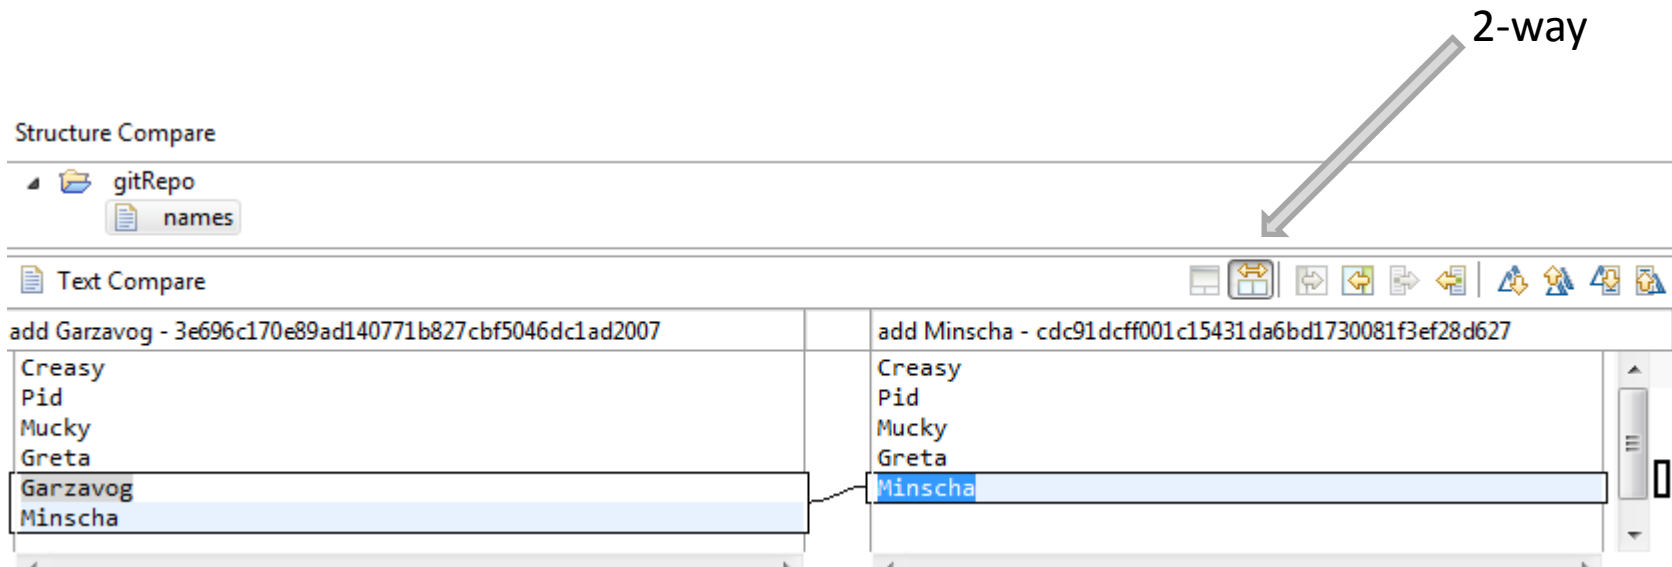 2-way
Structure Compare
gitRepo
names
Text Compare
add Garzavog - 3e696c170e89ad140771b827cbf5046dc1ad2007
add Minscha - cdc91dcff001c15431da6bd1730081f3ef28d627
Creasy
Pid
Mucky
Greta
Garzavog
Minscha
Creasy
Pid
Mucky
Greta
Minscha